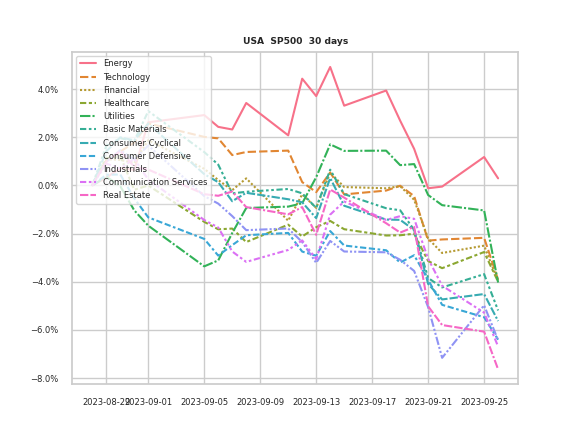 USA SP500 30 days
Energy
Technology
Financial
Healthcare
Utilities
Basic Materials
Consumer Cyclical
Consumer Defensive
Industrials
Communication Services
Real Estate
4.0%
2.0%
0.0%
−2.0%
−4.0%
−6.0%
−8.0%
2023-08-29 2023-09-01 2023-09-05 2023-09-09 2023-09-13 2023-09-17 2023-09-21 2023-09-25